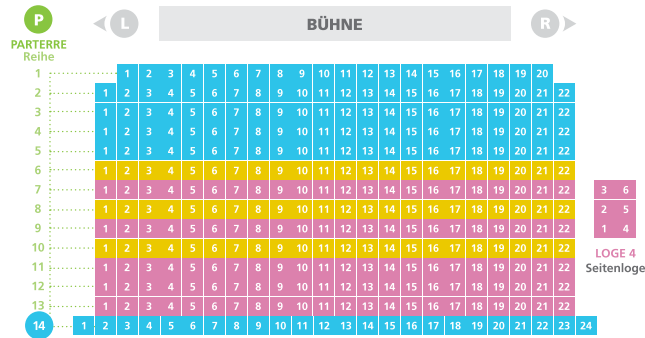 P L BÜHNE R
PARTERRE
Reihe
1 1 2 3 4 5 6 7 8 9 10 11 12 13 14 15 16 17 18 19 20
2 1 2 3 4 5 6 7 8 9 10 11 12 13 14 15 16 17 18 19 20 21 22
3 1 2 3 4 5 6 7 8 9 10 11 12 13 14 15 16 17 18 19 20 21 22
4 1 2 3 4 5 6 7 8 9 10 11 12 13 14 15 16 17 18 19 20 21 22
5 1 2 3 4 5 6 7 8 9 10 11 12 13 14 15 16 17 18 19 20 21 22
6 1 2 3 4 5 6 7 8 9 10 11 12 13 14 15 16 17 18 19 20 21 22
7 1 2 3 4 5 6 7 8 9 10 11 12 13 14 15 16 17 18 19 20 21 22 3 6
8 1 2 3 4 5 6 7 8 9 10 11 12 13 14 15 16 17 18 19 20 21 22 2 5
9 1 2 3 4 5 6 7 8 9 10 11 12 13 14 15 16 17 18 19 20 21 22 1 4
10 1 2 3 4 5 6 7 8 9 10 11 12 13 14 15 16 17 18 19 20 21 22 LOGE 4
11 1 2 3 4 5 6 7 8 9 10 11 12 13 14 15 16 17 18 19 20 21 22 Seitenloge
12 1 2 3 4 5 6 7 8 9 10 11 12 13 14 15 16 17 18 19 20 21 22
13 1 2 3 4 5 6 7 8 9 10 11 12 13 14 15 16 17 18 19 20 21 22
14 1 2 3 4 5 6 7 8 9 10 11 12 13 14 15 16 17 18 19 20 21 22 23 24